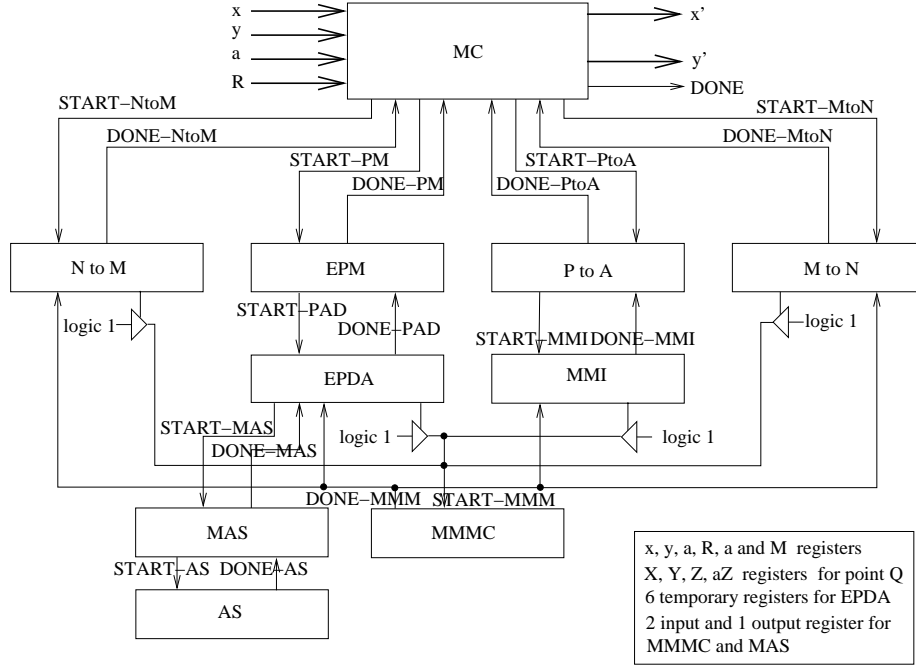 x
y
a
R
MC
x'
y'
DONE
START–NtoM
DONE–NtoM
START–PM
DONE–PM
START–PtoA
DONE–PtoA
START–MtoN
DONE–MtoN
N to M
EPM
P to A
M to N
logic 1
START–PAD
DONE–PAD
START–MMI
DONE–MMI
logic 1
EPDA
MMI
START–MAS
DONE–MAS
logic 1
logic 1
DONE–MMM
START–MMM
MAS
MMMC
START–AS
DONE–AS
AS
x, y, a, R, a and M registers
X, Y, Z, aZ registers for point Q
6 temporary registers for EPDA
2 input and 1 output register for
MMMC and MAS